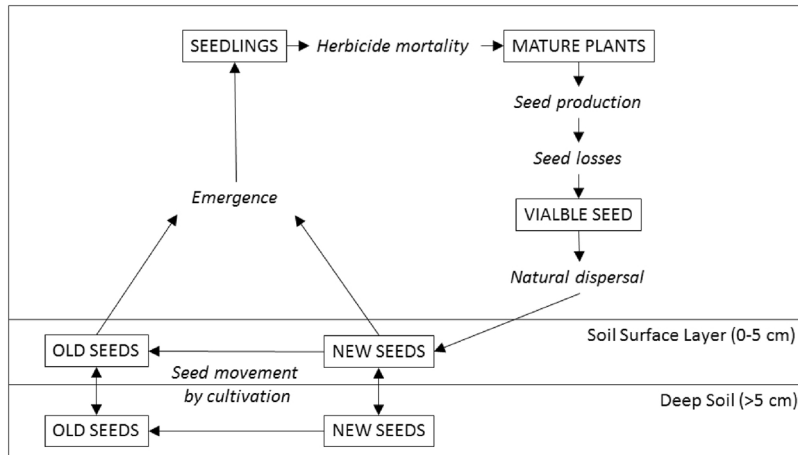 SEEDLINGS
Herbicide mortality
MATURE PLANTS
Seed production
Seed losses
Emergence
VIALBLE SEED
Natural dispersal
Soil Surface Layer (0-5 cm)
OLD SEEDS
NEW SEEDS
Seed movement
by cultivation
Deep Soil (>5 cm)
OLD SEEDS
NEW SEEDS